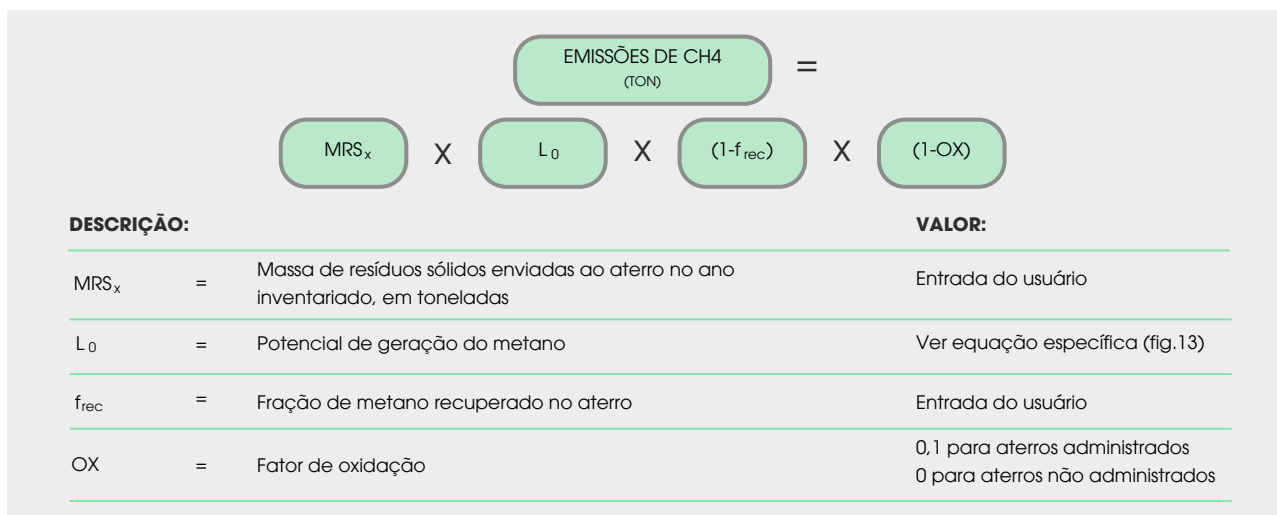 EMISSÕES DE CH4 =
(TON)
MRSx X L0 X (1-frec) X (1-OX)
DESCRIÇÃO: VALOR:
MRSx = Massa de resíduos sólidos enviadas ao aterro no ano
inventariado, em toneladas Entrada do usuário
L0 = Potencial de geração do metano Ver equação específica (fig.13)
frec = Fração de metano recuperado no aterro Entrada do usuário
OX = Fator de oxidação 0,1 para aterros administrados
0 para aterros não administrados